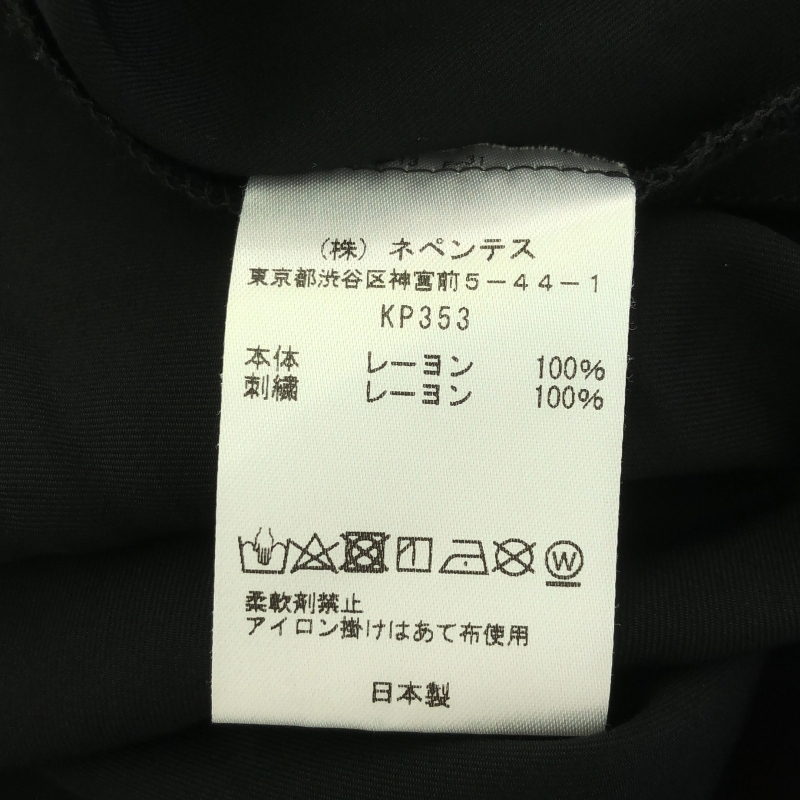 (株) ネペンテス
東京都渋谷区神宮前5-44-1
KP353
本体 レーヨン 100%
刺繍 レーヨン 100%
W
柔軟剤禁止
アイロン掛けはあて布使用
日本製